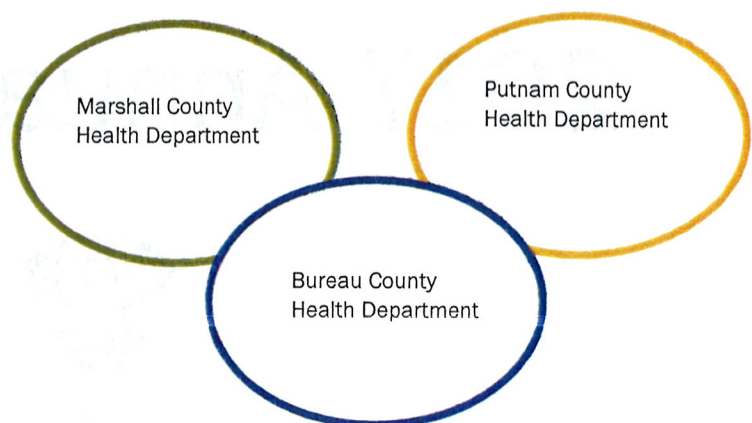 Marshall County
Health Department
Putnam County
Health Department
Bureau County
Health Department